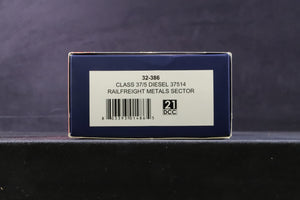 32-386
CLASS 37/5 DIESEL 37514
RAILFREIGHT METALS SECTOR
21
DCC